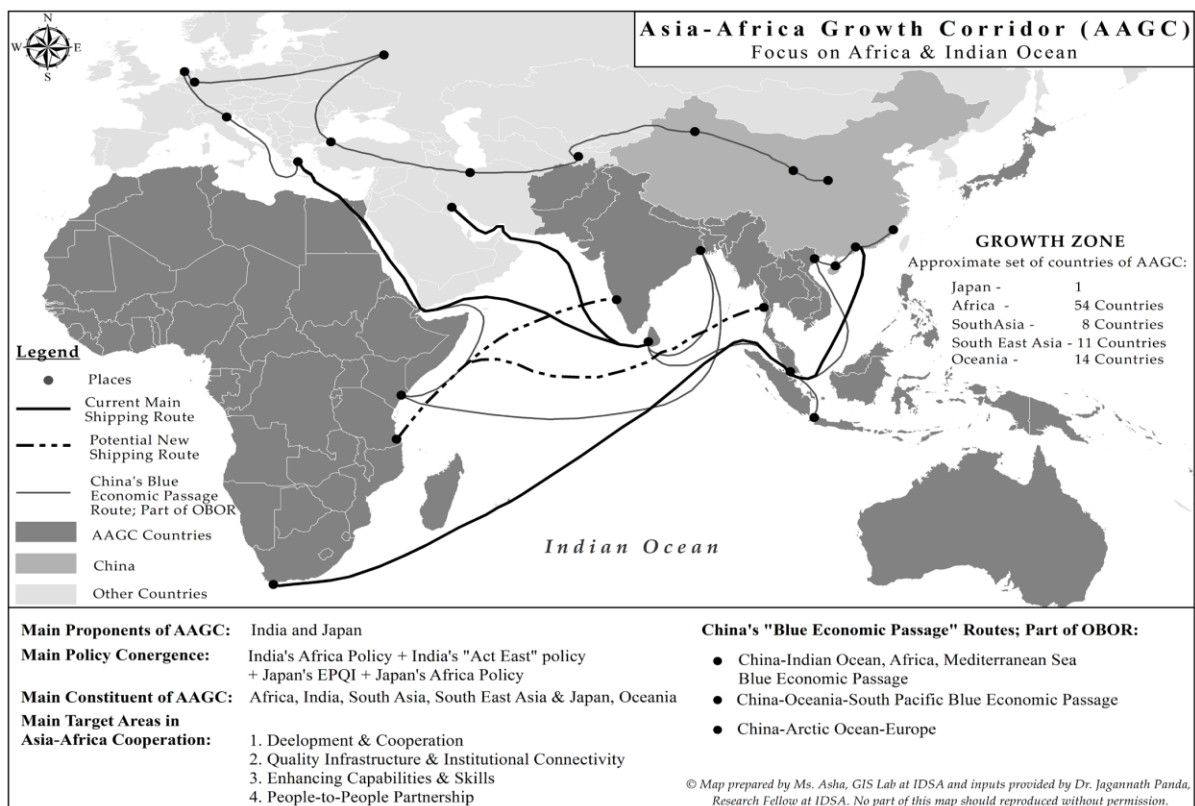 N
W
E
S
Asia-Africa Growth Corridor (AAGC)
Focus on Africa & Indian Ocean
GROWTH ZONE
Approximate set of countries of AAGC:
Japan - 1
Africa - 54 Countries
SouthAsia - 8 Countries
South East Asia - 11 Countries
Oceania - 14 Countries
Legend
Places
Current Main
Shipping Route
Potential New
Shipping Route
China's Blue
Economic Passage
Route; Part of OBOR
AAGC Countries
China
Other Countries
Indian Ocean
Main Proponents of AAGC: India and Japan
Main Policy Conergence: India's Africa Policy + India's "Act East" policy
+ Japan's EPQI + Japan's Africa Policy
Main Constituent of AAGC: Africa, India, South Asia, South East Asia & Japan, Oceania
Main Target Areas in
Asia-Africa Cooperation: 1. Deelopment & Cooperation
2. Quality Infrastructure & Institutional Connectivity
3. Enhancing Capabilities & Skills
4. People-to-People Partnership
China's "Blue Economic Passage" Routes; Part of OBOR:
China-Indian Ocean, Africa, Mediterranean Sea
Blue Economic Passage
China-Oceania-South Pacific Blue Economic Passage
China-Arctic Ocean-Europe
© Map prepared by Ms. Asha, GIS Lab at IDSA and inputs provided by Dr. Jagannath Panda,
Research Fellow at IDSA. No part of this map should reproduced without permission.